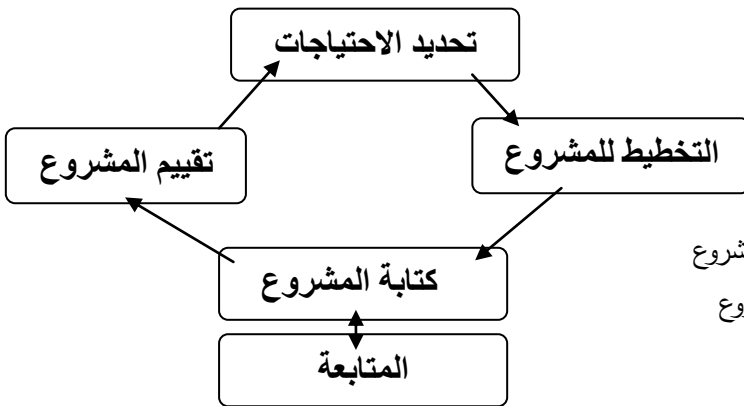 تحديد الاحتياجات
التخطيط للمشروع
تقييم المشروع
كتابة المشروع
المتابعة